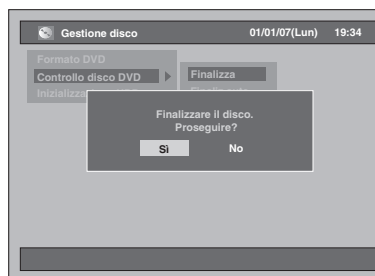 Gestione disco 01/01/07(Lun) 19:34
Formato DVD
Controllo disco DVD Finalizza
Inizializza
Finalizzare il disco.
Proseguire?
Sì No